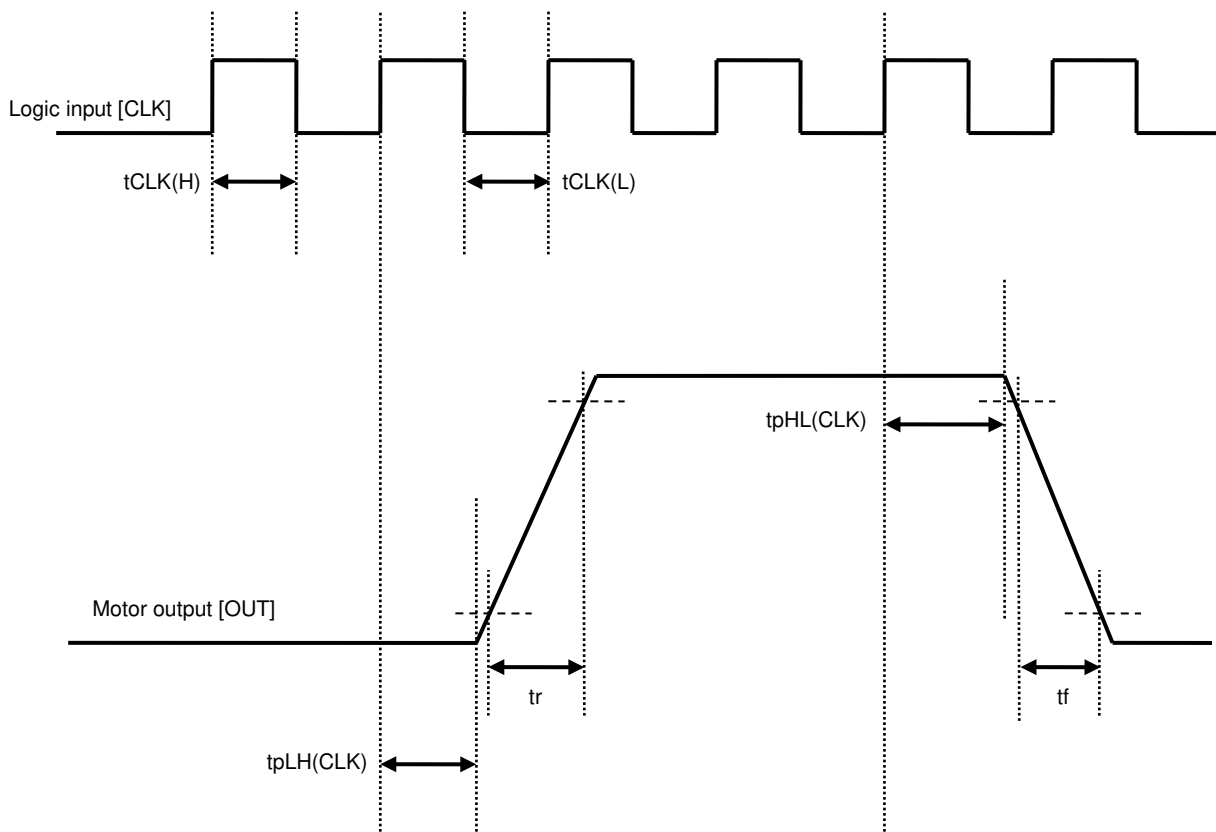 Logic input [CLK]
tCLK(H)
tCLK(L)
tpHL(CLK)
Motor output [OUT]
tr
tf
tpLH(CLK)